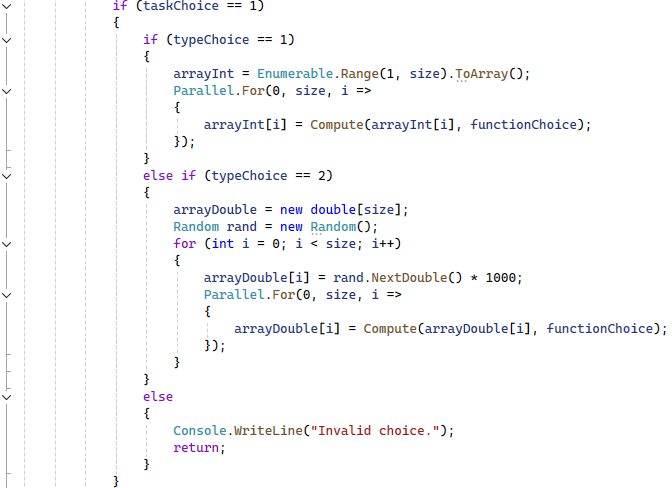 if (taskChoice == 1)
{
if (typeChoice == 1)
{
arrayInt = Enumerable.Range(1, size).ToArray();
Parallel.For(0, size, i =>
{
arrayInt[i] = Compute(arrayInt[i], functionChoice);
});
}
else if (typeChoice == 2)
{
arrayDouble = new double[size];
Random rand = new Random();
for (int i = 0; i < size; i++)
{
arrayDouble[i] = rand.NextDouble() * 1000;
Parallel.For(0, size, i =>
{
arrayDouble[i] = Compute(arrayDouble[i], functionChoice);
});
}
}
else
{
Console.WriteLine("Invalid choice.");
return;
}
}